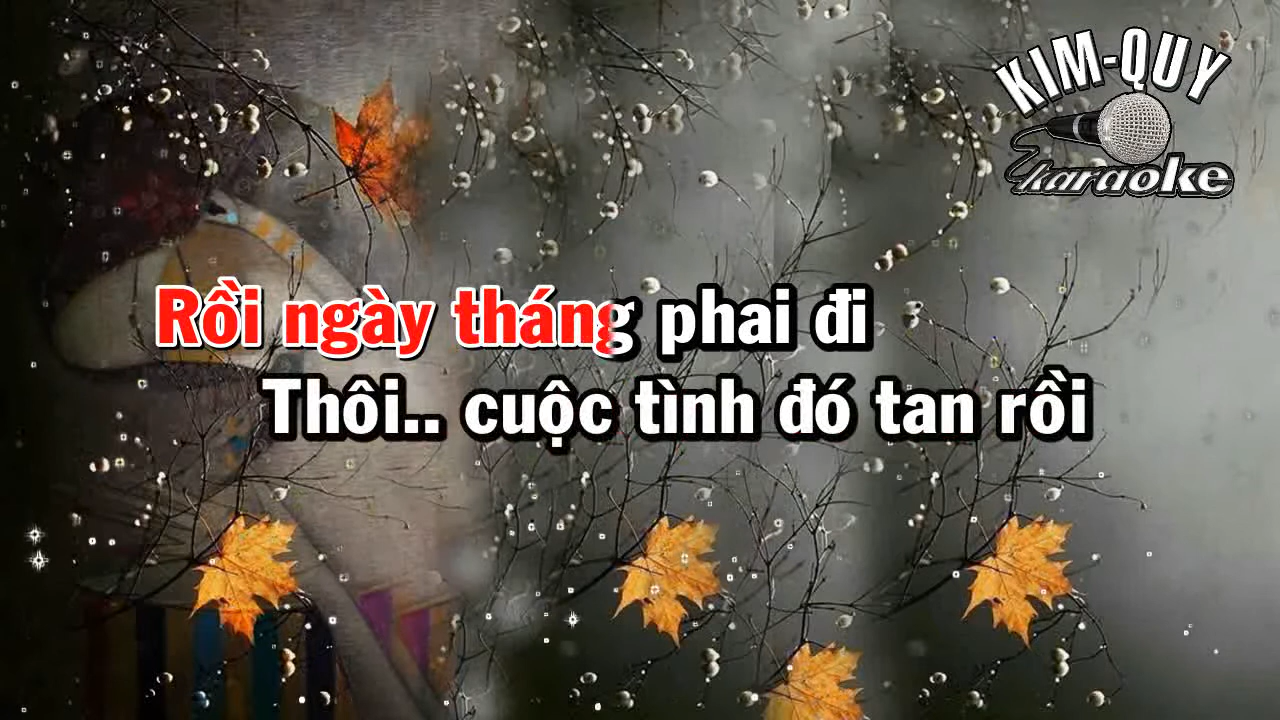 KIM-QUY
karaoke
Rồi ngày tháng phai đi
Thôi.. cuộc tình đó tan rồi